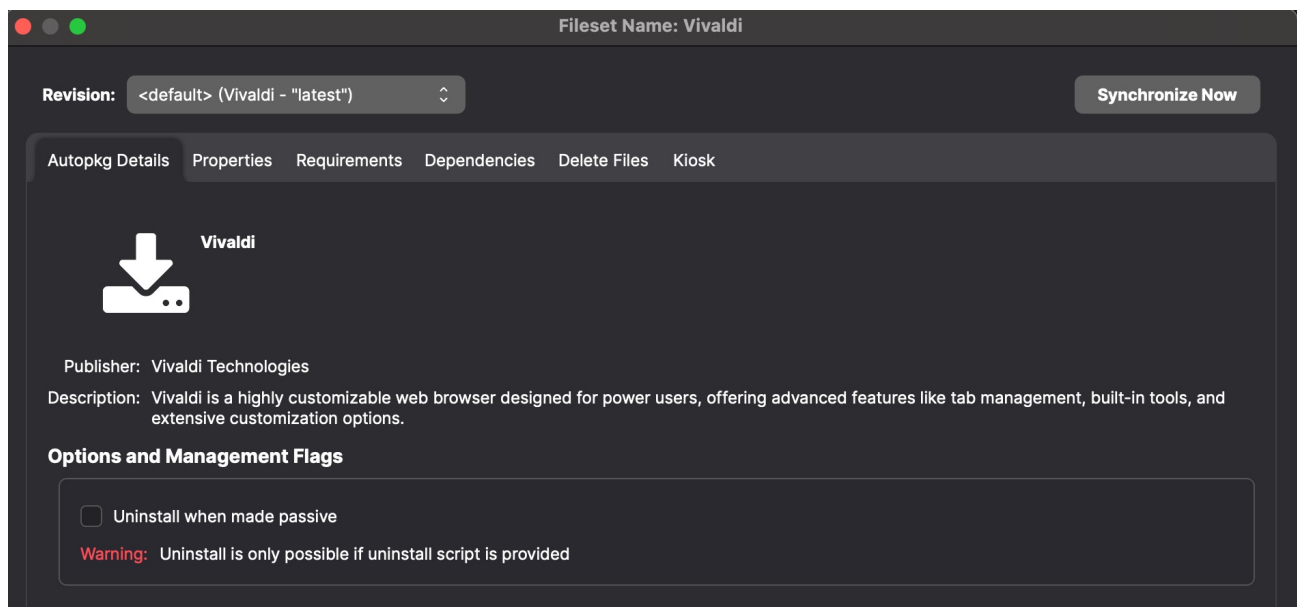 Fileset Name: Vivaldi
Revision: <default> (Vivaldi - "latest") Synchronize Now
Autopkg Details Properties Requirements Dependencies Delete Files Kiosk
Vivaldi
Publisher: Vivaldi Technologies
Description: Vivaldi is a highly customizable web browser designed for power users, offering advanced features like tab management, built-in tools, and
extensive customization options.
Options and Management Flags
Uninstall when made passive
Warning: Uninstall is only possible if uninstall script is provided